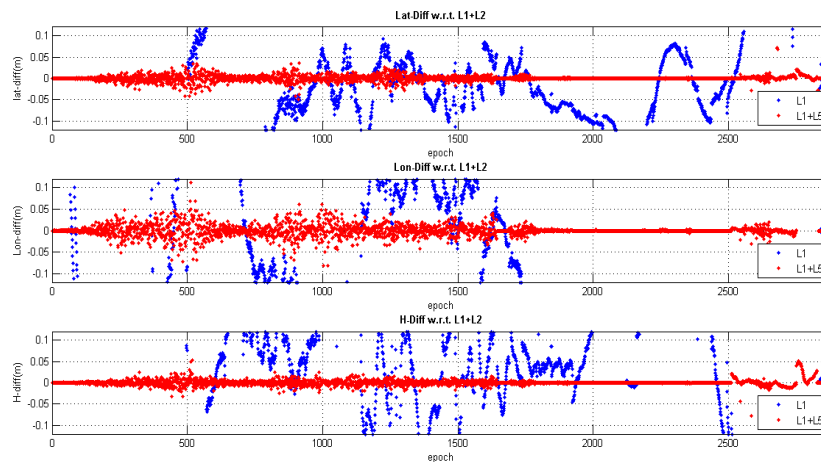 Lat-Diff w.r.t. L1+L2
0.1
0.05
0
-0.05
-0.1
lat-diff(m)
0 500 1000 1500 2000 2500
epoch
L1
L1+L5
Lon-Diff w.r.t. L1+L2
0.1
0.05
0
-0.05
-0.1
Lon-diff(m)
0 500 1000 1500 2000 2500
epoch
L1
L1+L5
H-Diff w.r.t. L1+L2
0.1
0.05
0
-0.05
-0.1
H-diff(m)
0 500 1000 1500 2000 2500
epoch
L1
L1+L5